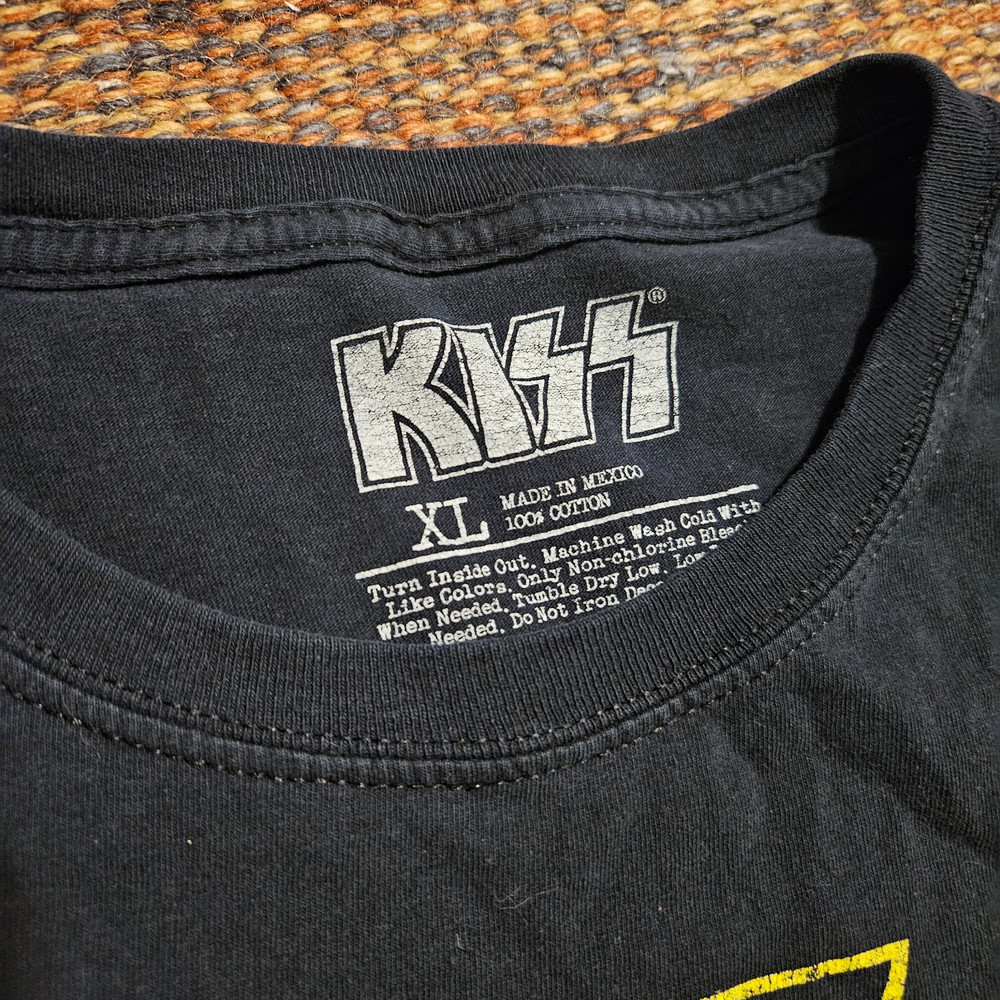 KISS®
XL
MADE IN MEXICO
100% COTTON
Turn Inside Out. Machine Wash Cold With
Like Colors. Only Non-chlorine
When Needed. Tumble Dry Low.
Needed. Do Not Iron